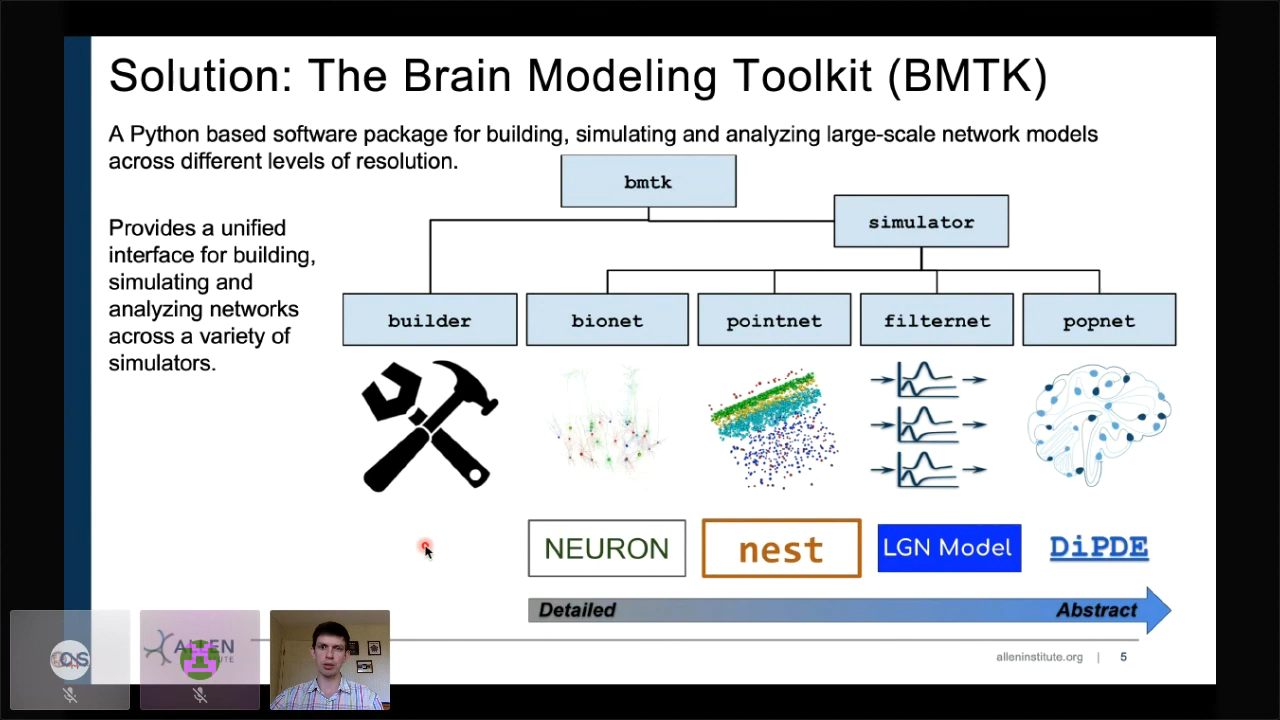 Solution: The Brain Modeling Toolkit (BMTK)
A Python based software package for building, simulating and analyzing large-scale network models
across different levels of resolution.
bmtk
simulator
Provides a unified
interface for building,
simulating and
analyzing networks
across a variety of
simulators.
builder
bionet
pointnet
filternet
popnet
NEURON
nest
LGN Model
DiPDE
Detailed
Abstract
OS
ALLEN
alleninstitute.org | 5